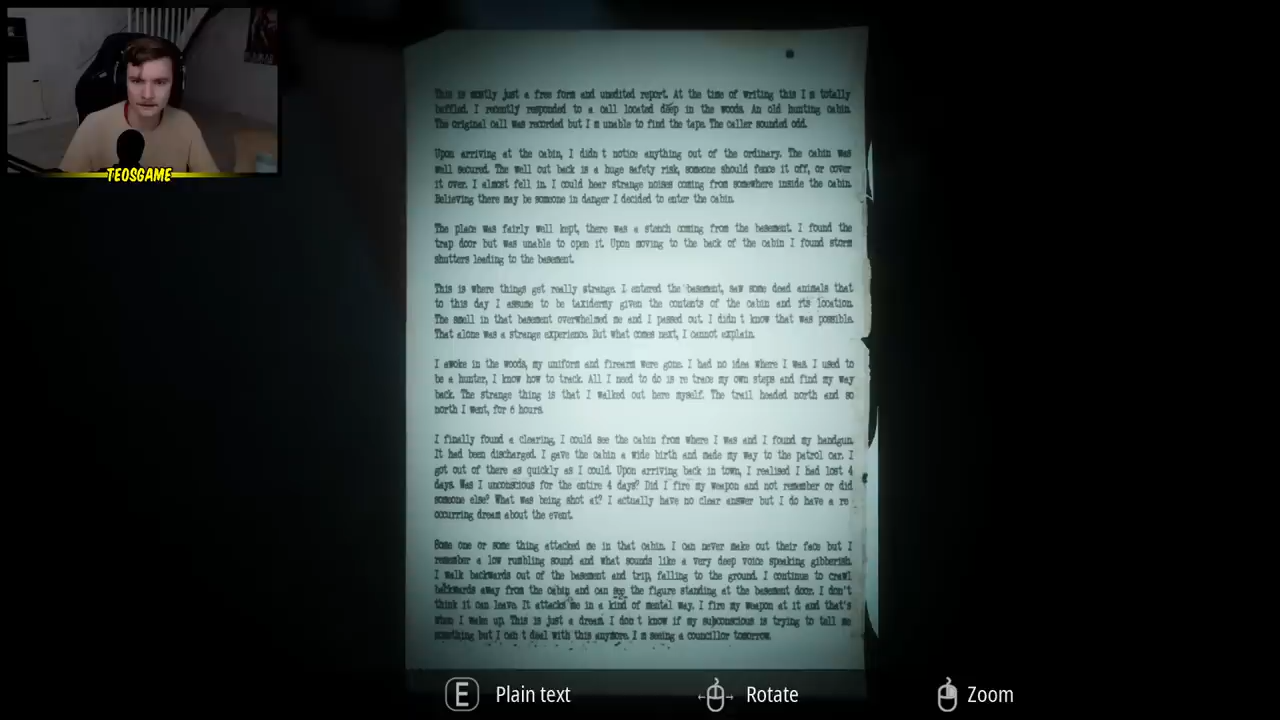 TEOSGAME
This is mostly just a free form and unedited report. At the time of writing this I m totally
baffled. I recently responded to a call located deep in the woods. An old hunting cabin.
The original call was recorded but I m unable to find the tape. The caller sounded odd.
Upon arriving at the cabin, I didn t notice anything out of the ordinary. The cabin was
well secured. The well out back is a huge safety risk, someone should fence it off, or cover
it over. I almost fell in. I could hear strange noises coming from somewhere inside the cabin.
Believing there may be someone in danger I decided to enter the cabin.
The place was fairly well kept, there was a stench coming from the basement. I found the
trap door but was unable to open it. Upon moving to the back of the cabin I found storm
shutters leading to the basement.
This is where things get really strange. I entered the basement, saw some dead animals that
to this day I assume to be taxidermy given the contents of the cabin and its location.
The smell in that basement overwhelmed me and I passed out. I didn t know that was possible.
That alone was a strange experience. But what comes next, I cannot explain.
I awoke in the woods, my uniform and firearm were gone. I had no idea where I was. I used to
be a hunter, I know how to track. All I need to do is re trace my own steps and find my way
back. The strange thing is that I walked out here myself. The trail headed north and so
north I went, for 6 hours.
I finally found a clearing, I could see the cabin from where I was and I found my handgun.
It had been discharged. I gave the cabin a wide birth and made my way to the patrol car. I
got out of there as quickly as I could. Upon arriving back in town, I realised I had lost 4
days. Was I unconscious for the entire 4 days? Did I fire my weapon and not remember or did
someone else? What was being shot at? I actually have no clear answer but I do have a re
occurring dream about the event.
Some one or some thing attacked me in that cabin. I can never make out their face but I
remember a low rumbling sound and what sounds like a very deep voice speaking gibberish.
I walk backwards out of the basement and trip, falling to the ground. I continue to crawl
backwards away from the cabin and can see the figure standing at the basement door. I don't
think it can leave. It attacks me in a kind of mental way. I fire my weapon at it and that's
when I wake up. This is just a dream. I don t know if my subconscious is trying to tell me
something but I can t deal with this anymore. I m seeing a councillor tomorrow.
E Plain text Rotate Zoom